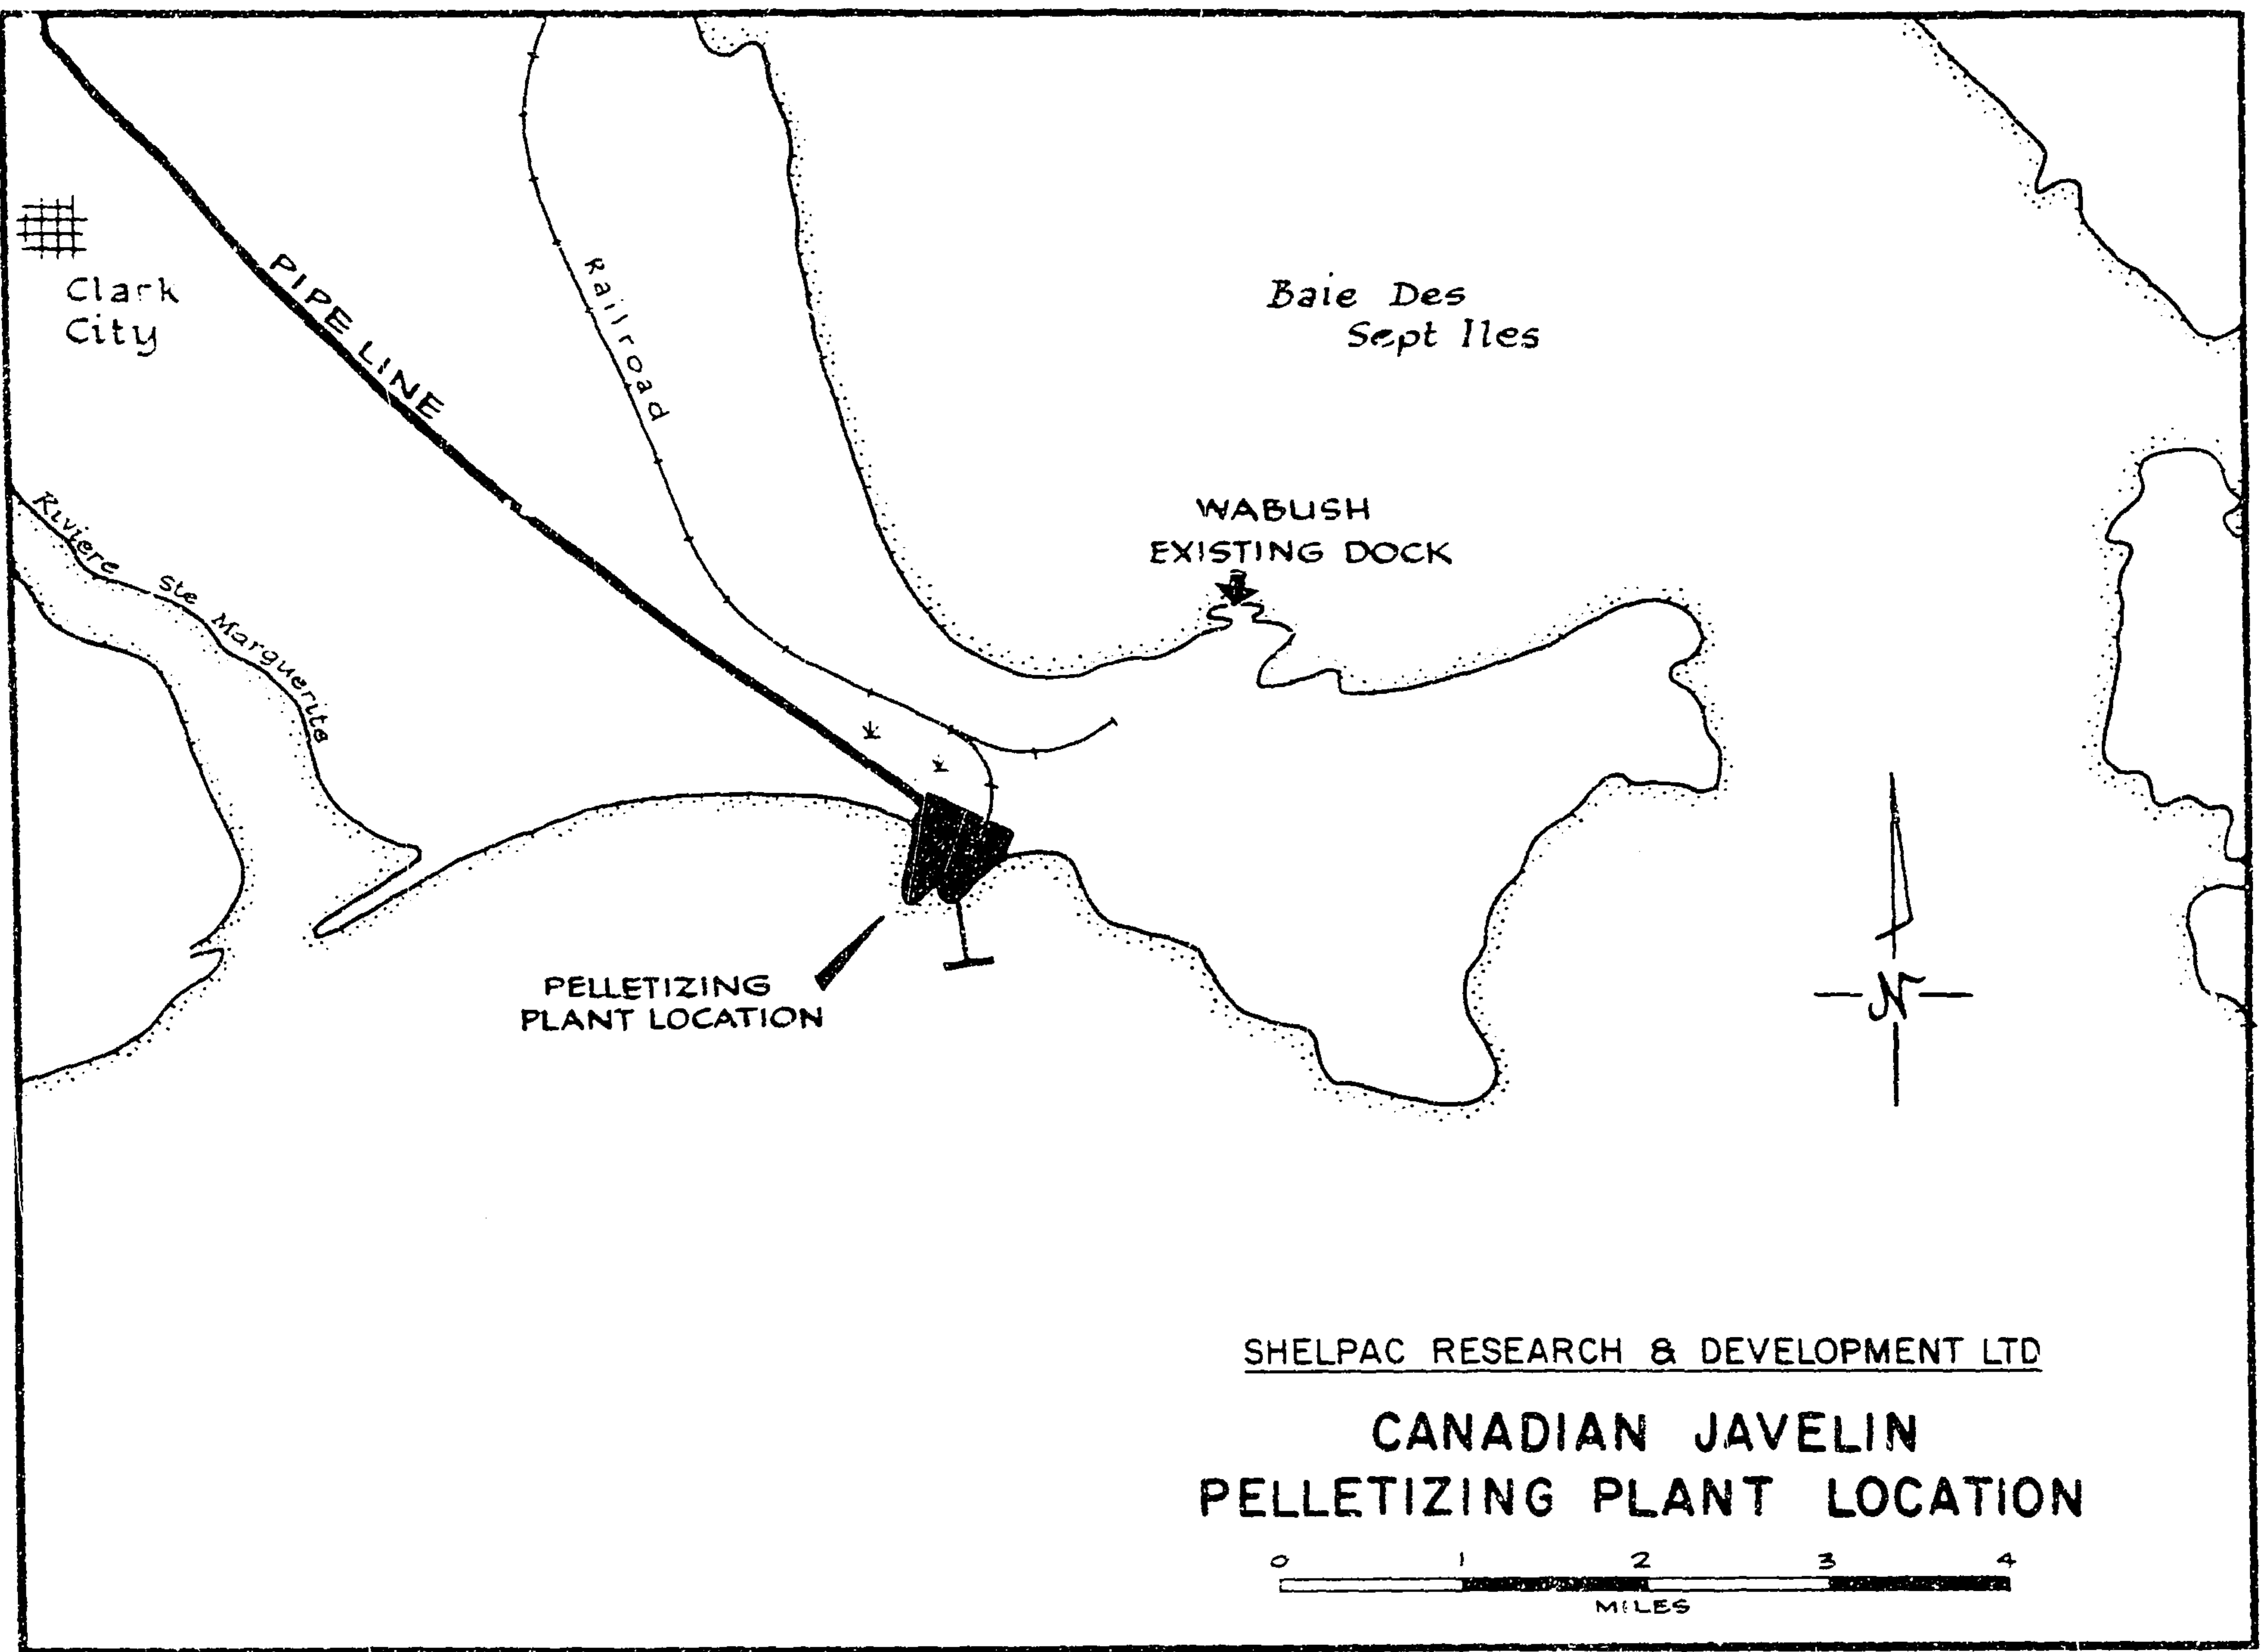 Clark
City
PIPE LINE
Railroad
Baie Des
Sept Iles
Riviere ste Marguerite
WABUSH
EXISTING DOCK
PELLETIZING
PLANT LOCATION
N
SHELPAC RESEARCH & DEVELOPMENT LTD
CANADIAN JAVELIN
PELLETIZING PLANT LOCATION
0 1 2 3 4
MILES